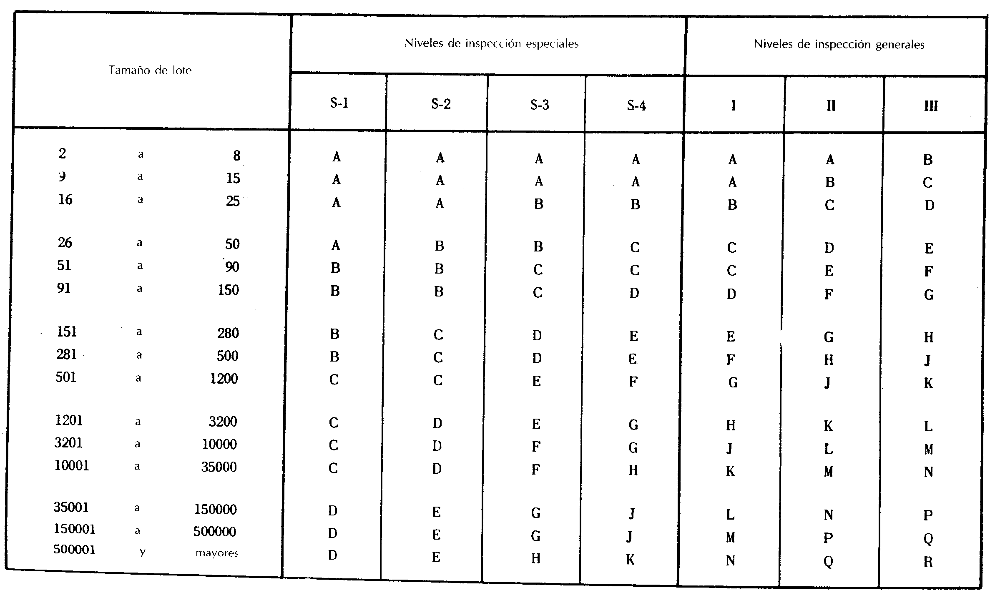 Niveles de inspección especiales Niveles de inspección generales
Tamaño de lote
S-1 S-2 S-3 S-4 I II III
2 a 8 A A A A A A B
9 a 15 A A A A A B C
16 a 25 A A B B B C D
26 a 50 A B B C C D E
51 a 90 B B C C C E F
91 a 150 B B C D D F G
151 a 280 B C D E E G H
281 a 500 B C D E F H J
501 a 1200 C C E F G J K
1201 a 3200 C D E G H K L
3201 a 10000 C D F G J L M
10001 a 35000 C D F H K M N
35001 a 150000 D E G J L N P
150001 a 500000 D E G J M P Q
500001 y mayores D E H K N Q R